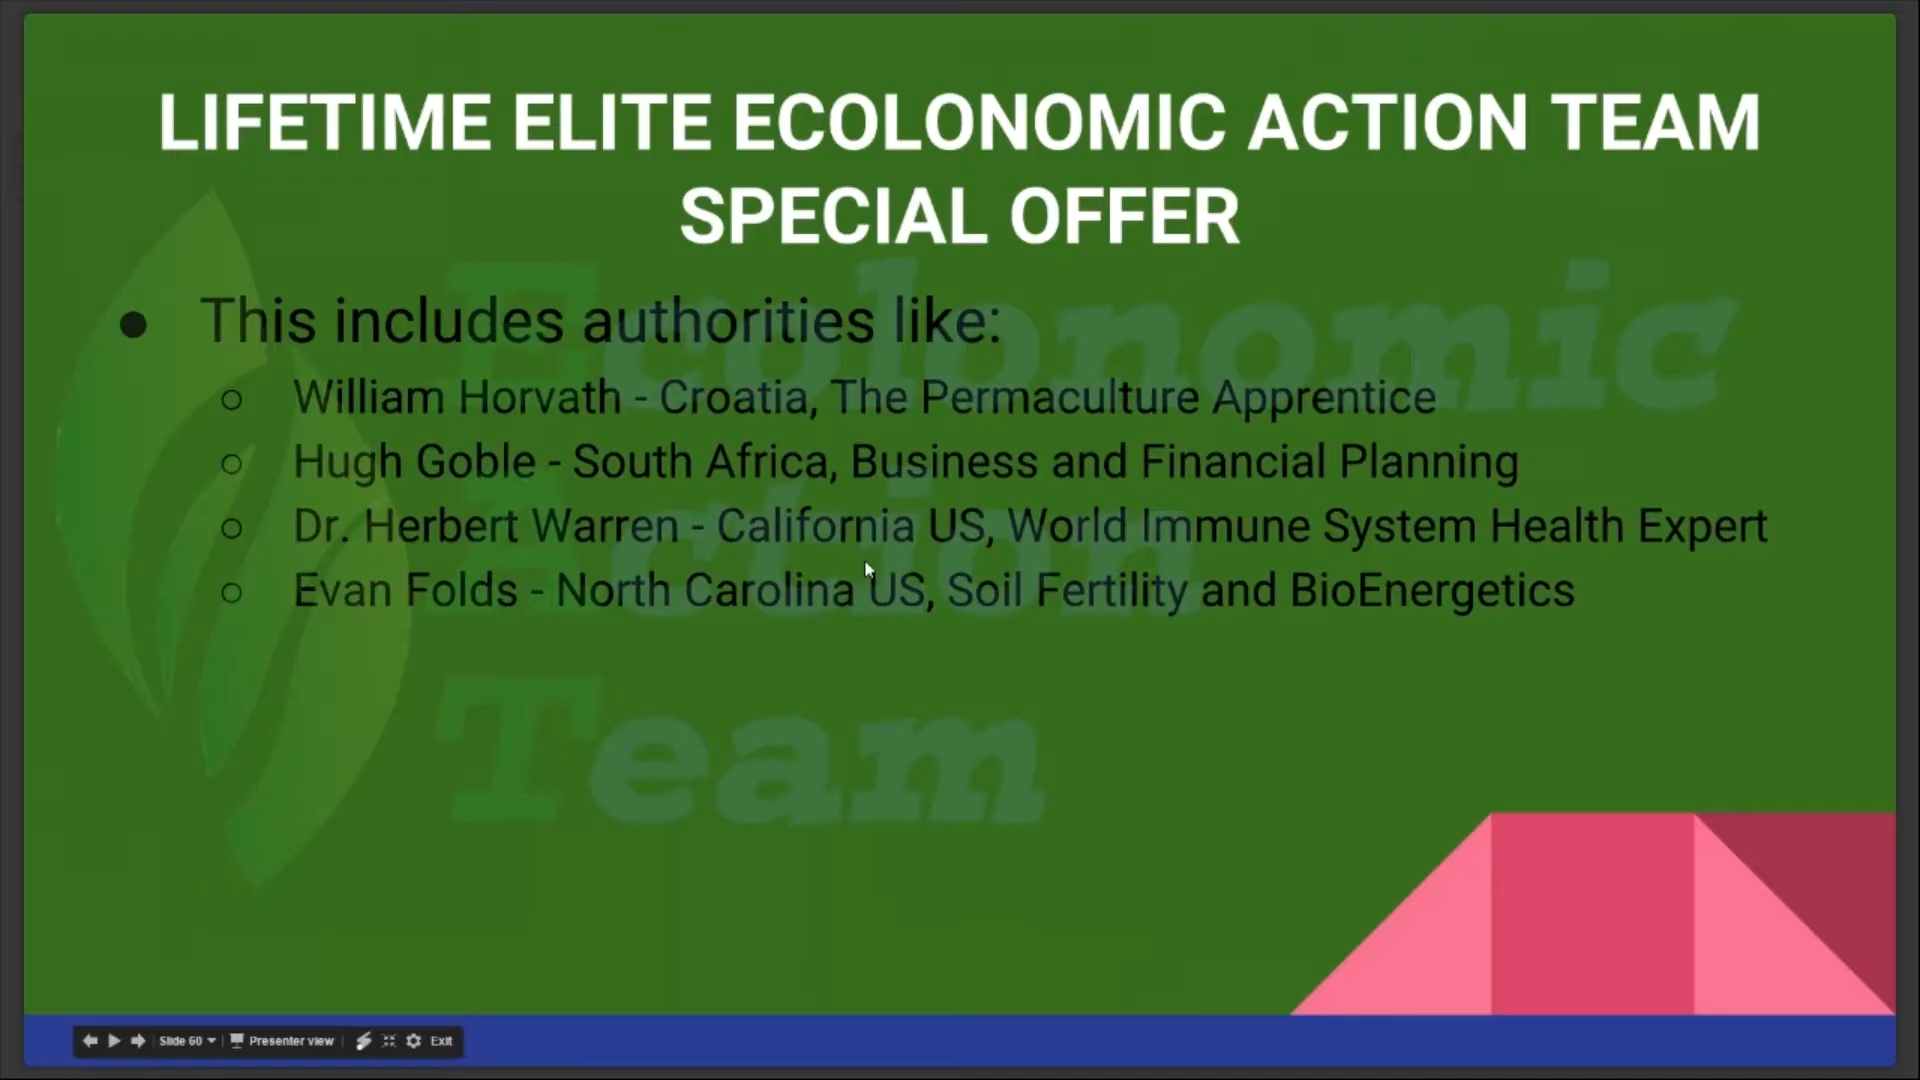 LIFETIME ELITE ECOLONOMIC ACTION TEAM
SPECIAL OFFER
● This includes authorities like:
○ William Horvath - Croatia, The Permaculture Apprentice
○ Hugh Goble - South Africa, Business and Financial Planning
○ Dr. Herbert Warren - California US, World Immune System Health Expert
○ Evan Folds - North Carolina US, Soil Fertility and BioEnergetics
Ecolonomic
Action
Team
Slide 60 Presenter view Exit